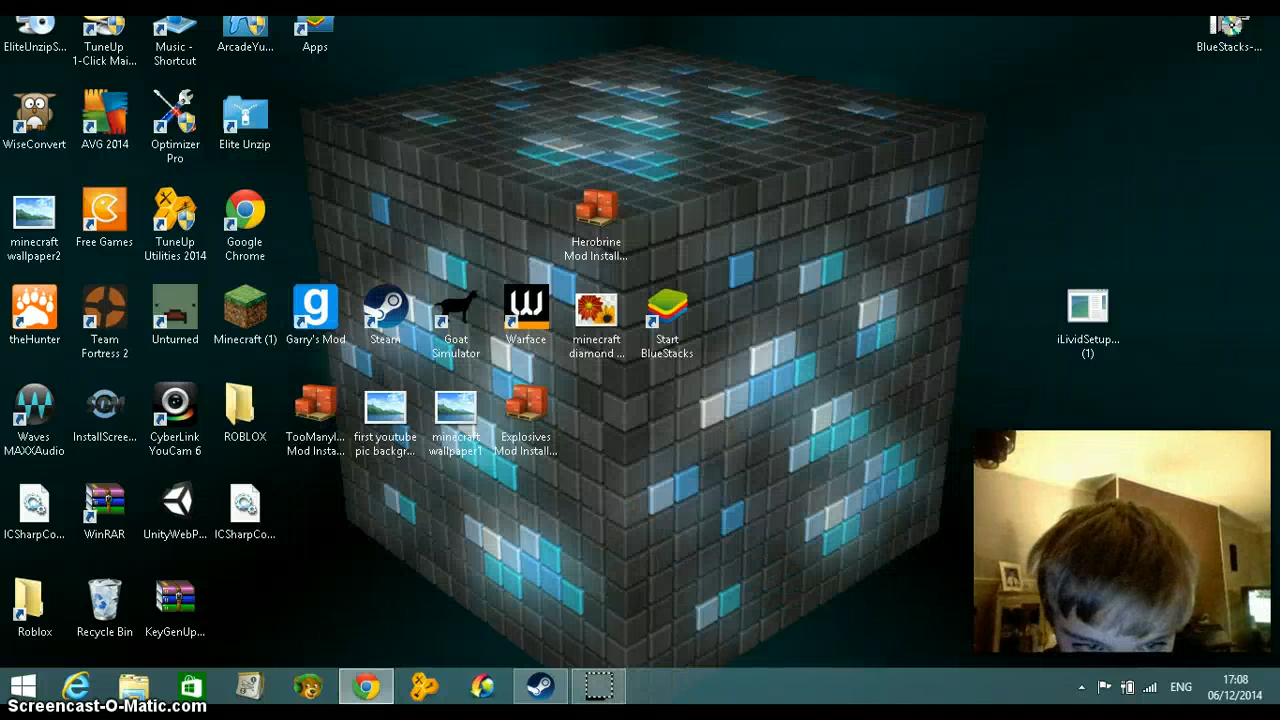 EliteUnzipS...
TuneUp
1-Click Mai...
Music -
Shortcut
ArcadeYu...
Apps
BlueStacks-...
WiseConvert
AVG 2014
Optimizer
Pro
Elite Unzip
minecraft
wallpaper2
Free Games
TuneUp
Utilities 2014
Google
Chrome
Herobrine
Mod Install...
theHunter
Team
Fortress 2
Unturned
Minecraft (1)
g
Garry's Mod
Steam
Goat
Simulator
W
Warface
minecraft
diamond ...
Start
BlueStacks
iLividSetup...
(1)
Waves
MAXXAudio
InstallScree...
CyberLink
YouCam 6
ROBLOX
TooManyI...
Mod Insta...
first youtube
pic backgr...
minecraft
wallpaper1
Explosives
Mod Install...
ICSharpCo...
WinRAR
UnityWebP...
ICSharpCo...
Roblox
Recycle Bin
KeyGenUp...
ENG
17:08
06/12/2014
Screencast-O-Matic.com